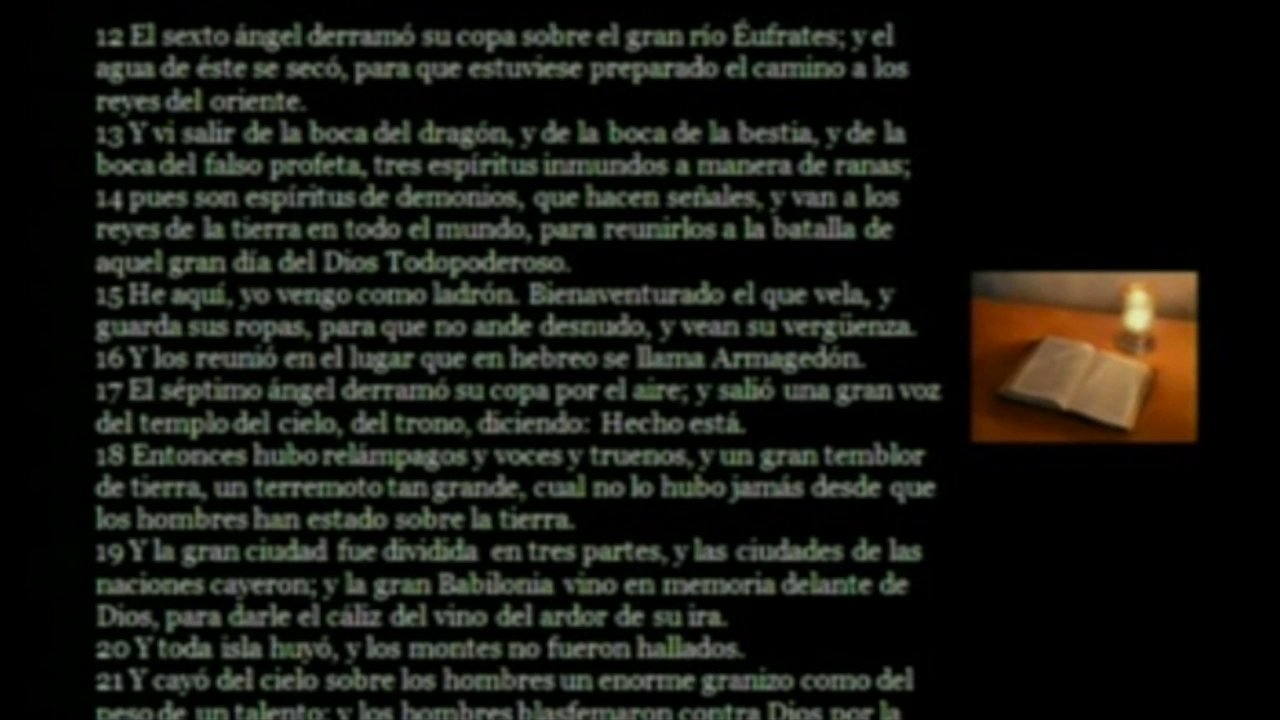 12 El sexto ángel derramó su copa sobre el gran río Éufrates; y el
agua de éste se secó, para que estuviese preparado el camino a los
reyes del oriente.
13 Y vi salir de la boca del dragón, y de la boca de la bestia, y de la
boca del falso profeta, tres espíritus inmundos a manera de ranas;
14 pues son espíritus de demonios, que hacen señales, y van a los
reyes de la tierra en todo el mundo, para reunirlos a la batalla de
aquel gran día del Dios Todopoderoso.
15 He aquí, yo vengo como ladrón. Bienaventurado el que vela, y
guarda sus ropas, para que no ande desnudo, y vean su vergüenza.
16 Y los reunió en el lugar que en hebreo se llama Armagedón.
17 El séptimo ángel derramó su copa por el aire; y salió una gran voz
del templo del cielo, del trono, diciendo: Hecho está.
18 Entonces hubo relámpagos y voces y truenos, y un gran temblor
de tierra, un terremoto tan grande, cual no lo hubo jamás desde que
los hombres han estado sobre la tierra.
19 Y la gran ciudad fue dividida en tres partes, y las ciudades de las
naciones cayeron; y la gran Babilonia vino en memoria delante de
Dios, para darle el cáliz del vino del ardor de su ira.
20 Y toda isla huyó, y los montes no fueron hallados.
21 Y cayó del cielo sobre los hombres un enorme granizo como del
peso de un talento; y los hombres blasfemaron contra Dios por la